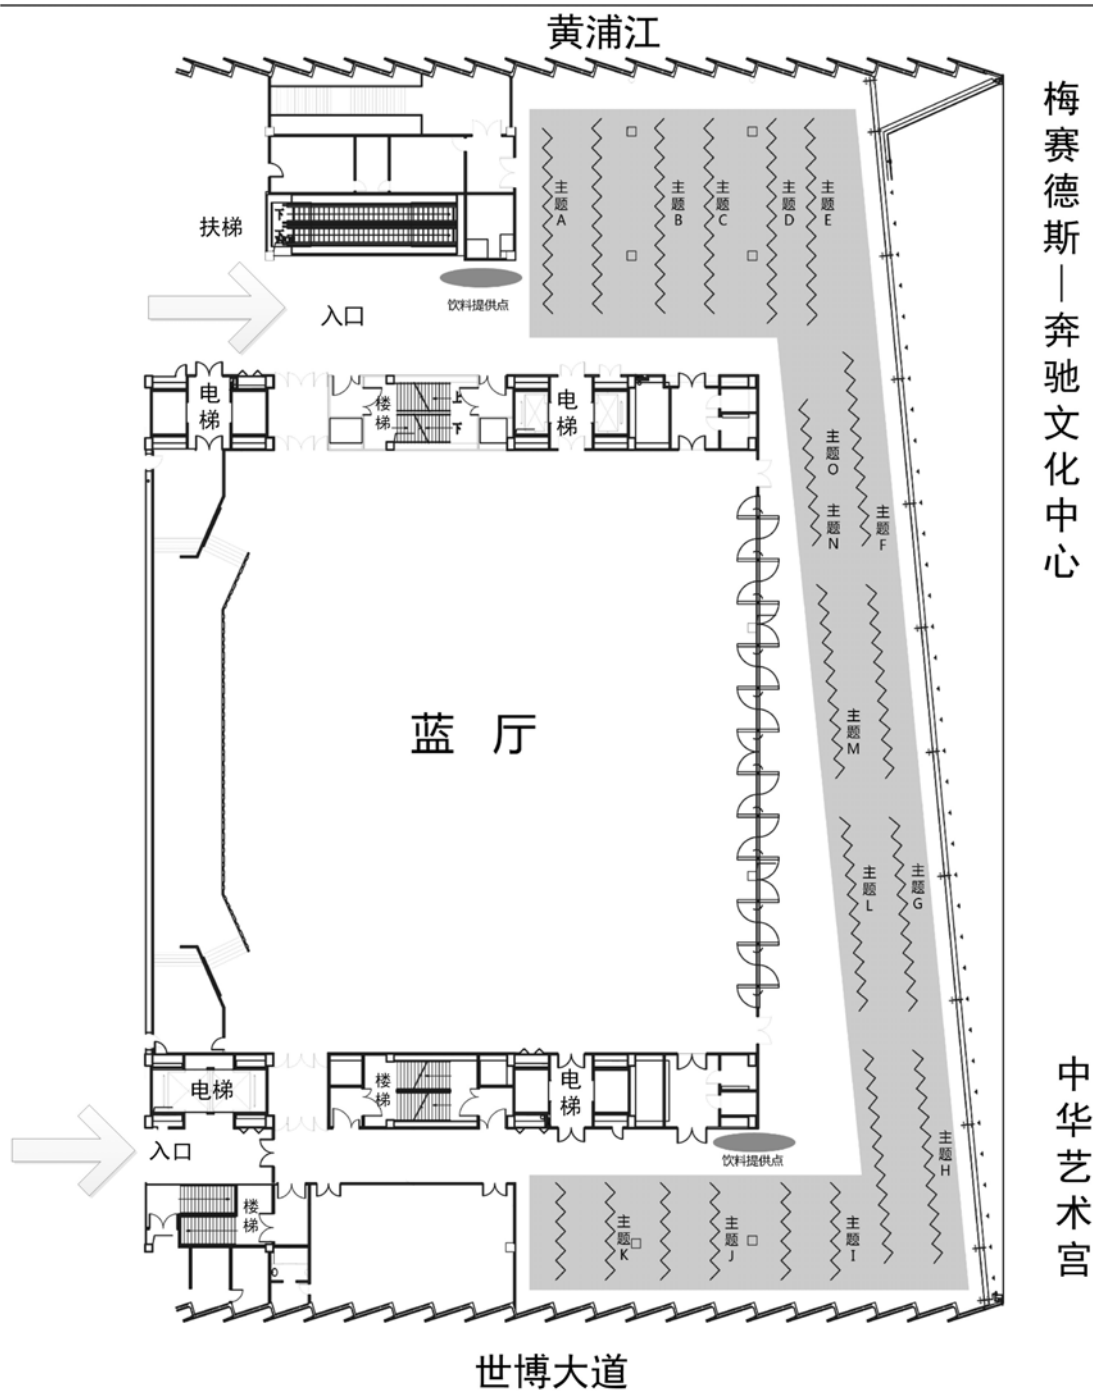 黄浦江
梅赛德斯—奔驰文化中心
主题A
主题B
主题C
主题D
主题E
扶梯
下
饮料提供点
入口
电梯
楼梯
上
下
电梯
主题O
主题N
主题F
蓝 厅
主题M
主题L
主题G
电梯
楼梯
电梯
中华艺术宫
入口
饮料提供点
主题H
楼梯
主题K
主题J
主题I
世博大道